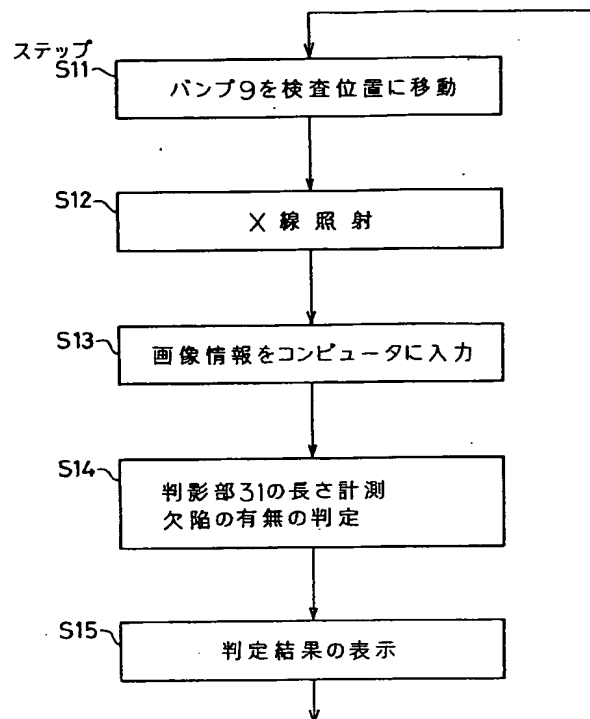 ステップ
S11
バンプ9を検査位置に移動
S12
X線照射
S13
画像情報をコンピュータに入力
S14
判影部31の長さ計測
欠陥の有無の判定
S15
判定結果の表示